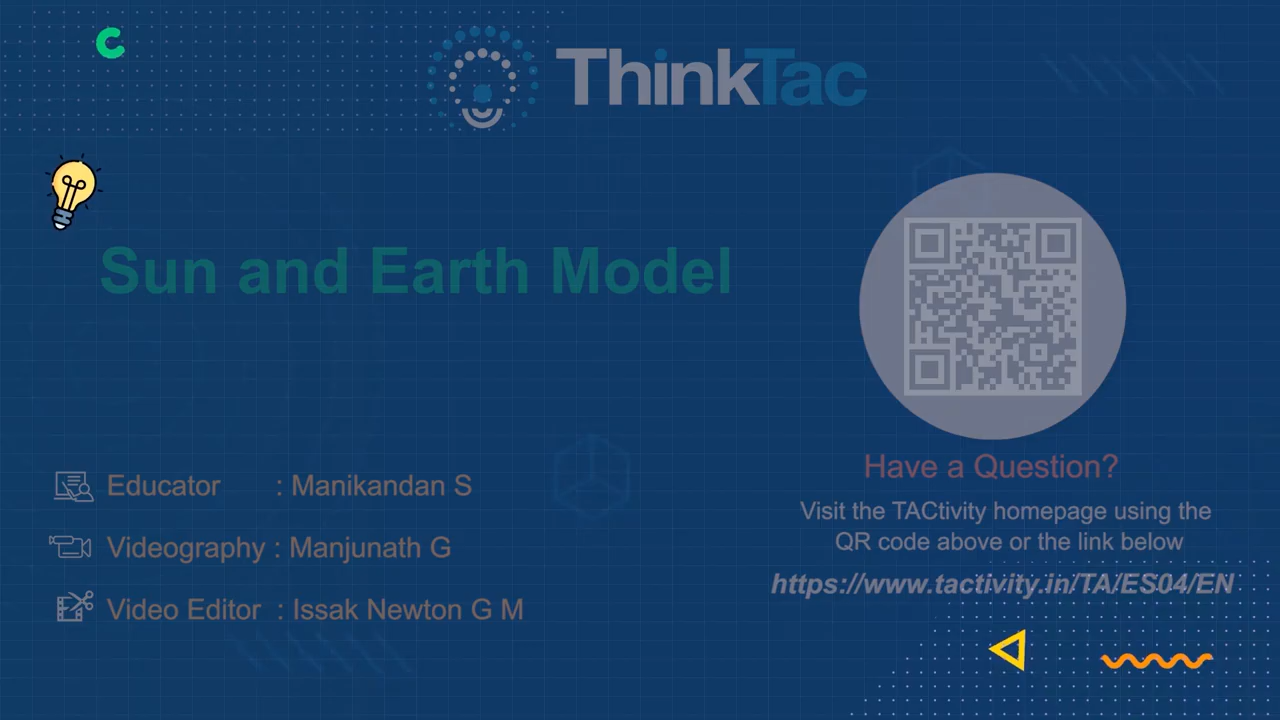 ThinkTac
Sun and Earth Model
Educator : Manikandan S
Videography : Manjunath G
Video Editor : Issak Newton G M
Have a Question?
Visit the TACtivity homepage using the
QR code above or the link below
https://www.tactivity.in/TA/ES04/EN